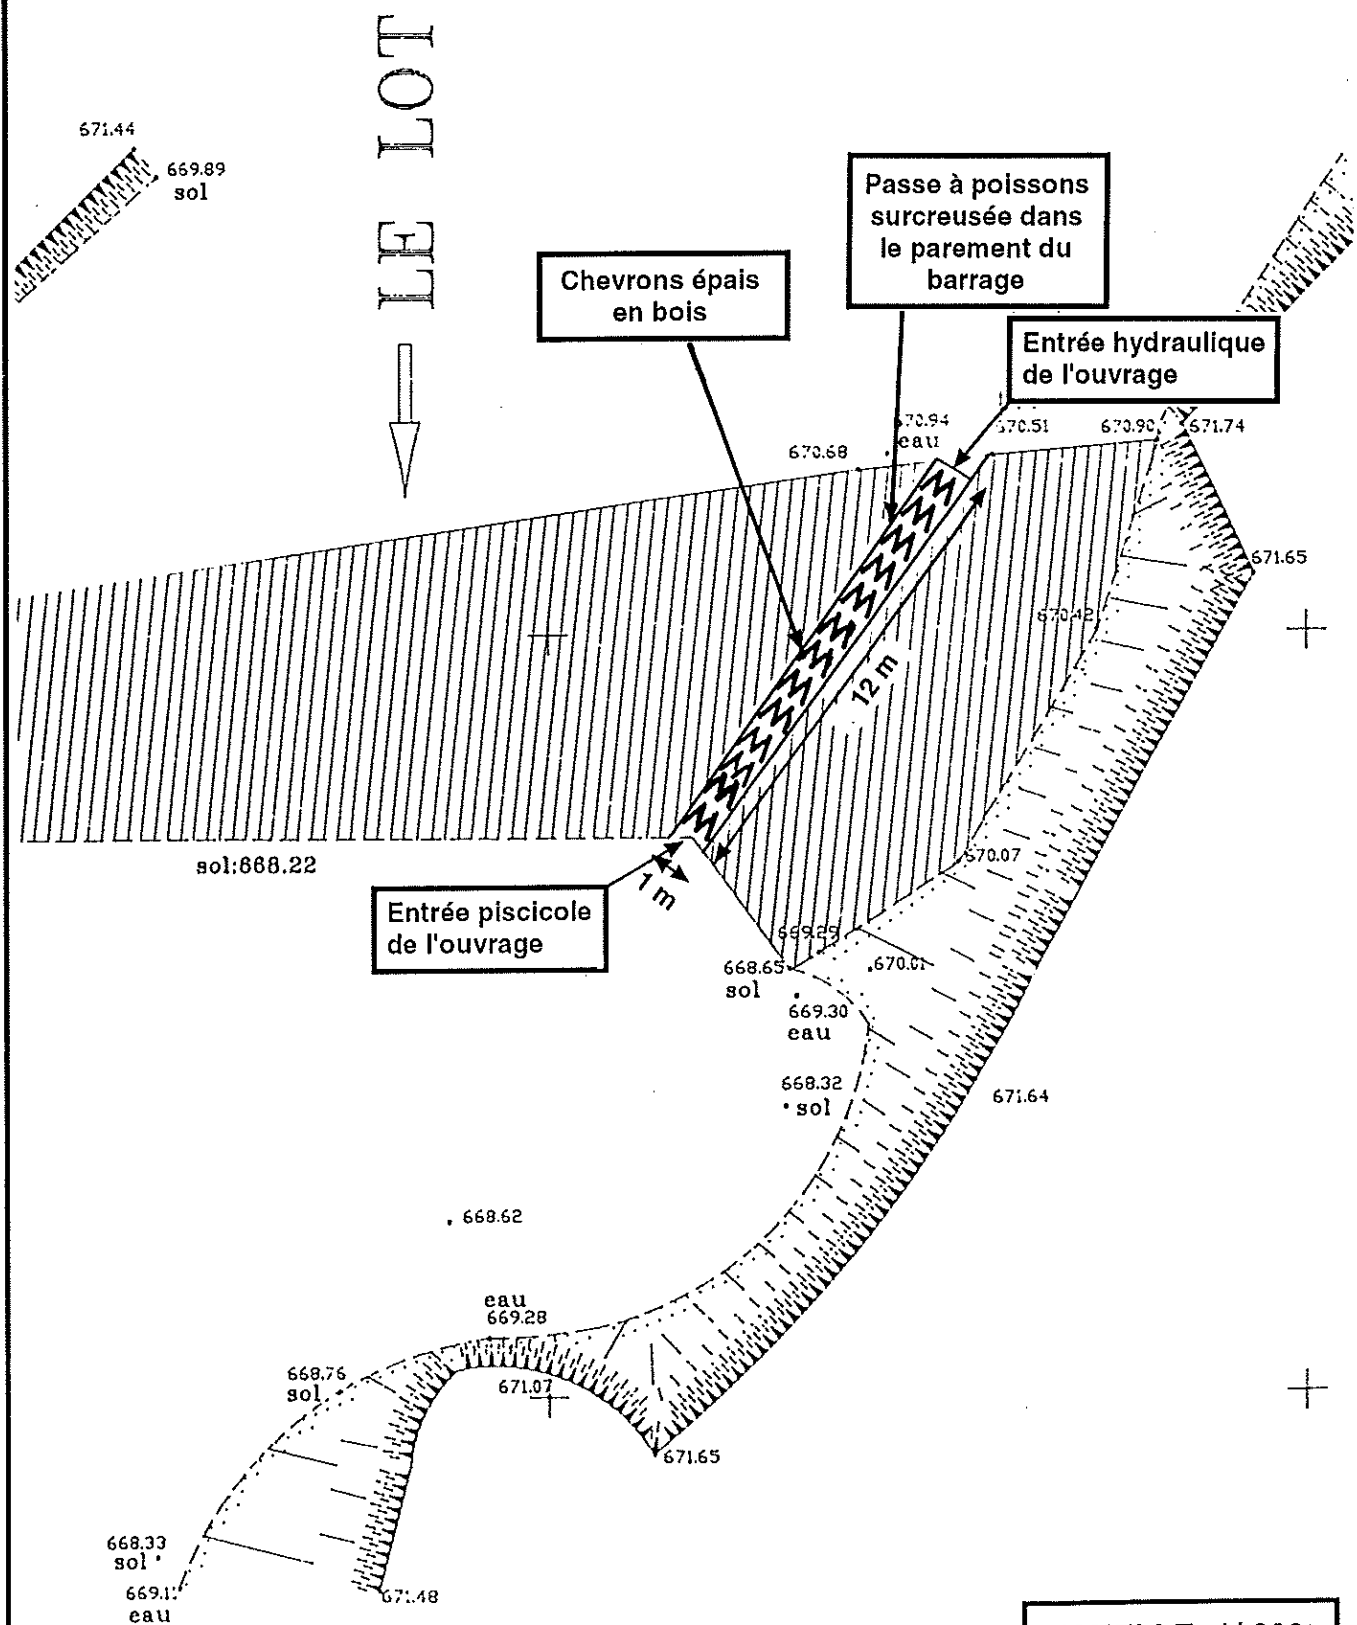 LE LOT
671.44
669.89
sol
Passe à poissons
surcreusée dans
le parement du
barrage
Chevrons épais
en bois
Entrée hydraulique
de l'ouvrage
670.94
eau
670.51
670.90
671.74
670.68
671.65
670.42
12 m
sol:668.22
670.07
1 m
Entrée piscicole
de l'ouvrage
669.29
668.65
sol
670.01
669.30
eau
668.32
sol
671.64
668.62
eau
669.28
668.76
sol
671.07
671.65
668.33
sol
669.1
eau
671.48